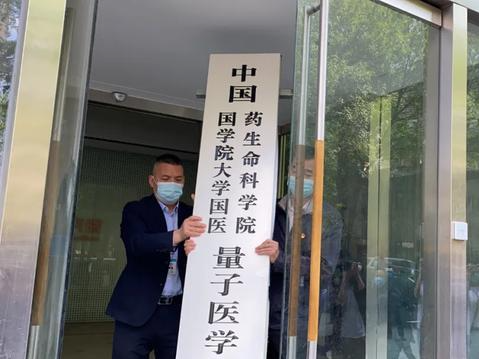 中国
国学院大学国医
药生命科学院
量子医学